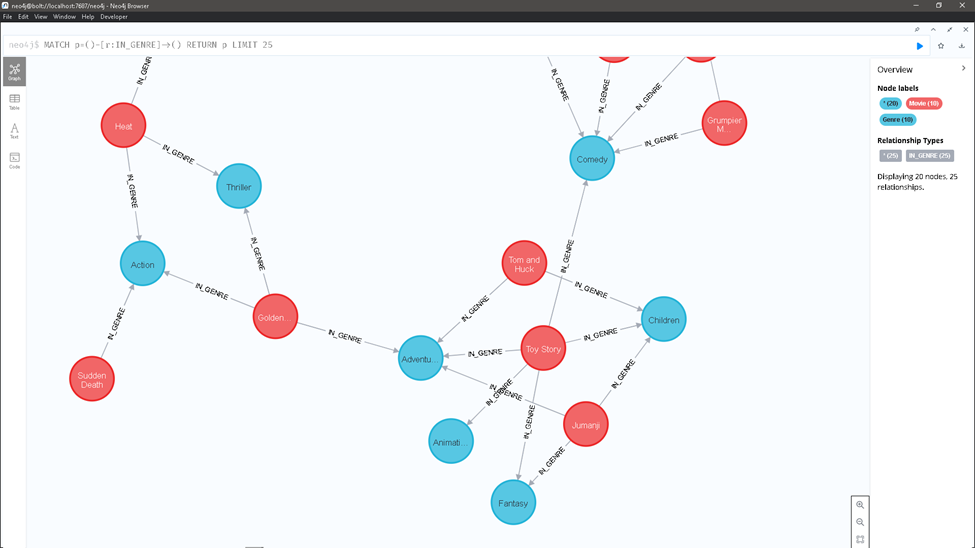 neo4j@bolt://localhost:7687/neo4j - Neo4j Browser
File Edit View Window Help Developer
neo4j$ MATCH p=()-[r:IN_GENRE]->() RETURN p LIMIT 25
Graph
Table
Text
Code
Overview
Node labels
*(20) Movie (10)
Genre (10)
Relationship Types
*(25) IN_GENRE (25)
Displaying 20 nodes, 25
relationships.
IN_GENRE
IN_GENRE
IN_GENRE
IN_GENRE
Heat
Grumpier
M...
IN_GENRE
IN_GENRE
Comedy
IN_GENRE
Thriller
IN_GENRE
IN_GENRE
Tom and
Huck
Action
IN_GENRE
IN_GENRE
IN_GENRE
Golden...
Children
IN_GENRE
IN_GENRE
IN_GENRE
Toy Story
IN_GENRE
Adventu...
IN_GENRE
Sudden
Death
IN_GENRE
IN_GENRE
IN_GENRE
IN_GENRE
Jumanji
Animati...
IN_GENRE
Fantasy